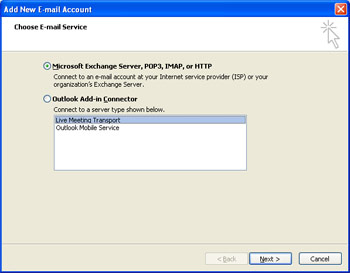 Add New E-mail Account
Choose E-mail Service
Microsoft Exchange Server, POP3, IMAP, or HTTP
Connect to an e-mail account at your Internet service provider (ISP) or your
organization's Exchange Server.
Outlook Add-in Connector
Connect to a server type shown below.
Live Meeting Transport
Outlook Mobile Service
< Back
Next >
Cancel